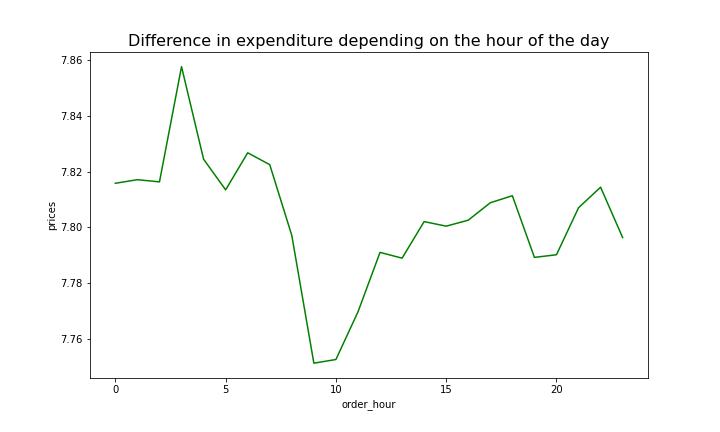 Difference in expenditure depending on the hour of the day
7.86
7.84
7.82
7.80
7.78
7.76
prices
0 5 10 15 20
order_hour